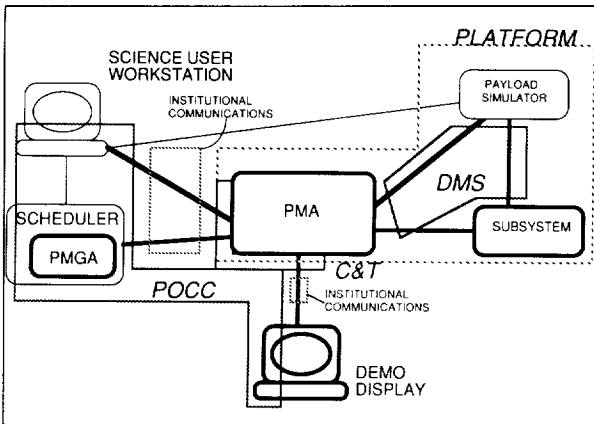 PLATFORM
SCIENCE USER
WORKSTATION
INSTITUTIONAL
COMMUNICATIONS
PAYLOAD
SIMULATOR
DMS
PMA
SCHEDULER
PMGA
SUBSYSTEM
C&T
POCC
INSTITUTIONAL
COMMUNICATIONS
DEMO
DISPLAY